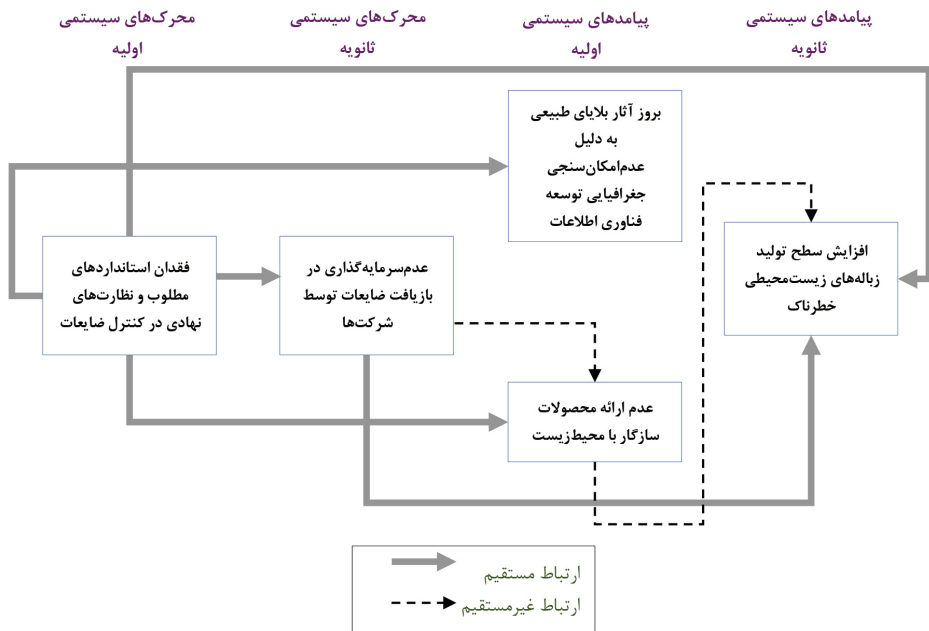 پیامدهای سیستمی
ثانویه
پیامدهای سیستمی
اولیه
محرک‌های سیستمی
ثانویه
محرک‌های سیستمی
اولیه
بروز آثار بلایای طبیعی
به دلیل
عدم‌امکان‌سنجی
جغرافیایی توسعه
فناوری اطلاعات
افزایش سطح تولید
زباله‌های زیست‌محیطی
خطرناک
عدم‌سرمایه‌گذاری در
بازیافت ضایعات توسط
شرکت‌ها
فقدان استانداردهای
مطلوب و نظارت‌های
نهادی در کنترل ضایعات
عدم ارائه محصولات
سازگار با محیط‌زیست
ارتباط مستقیم
ارتباط غیرمستقیم